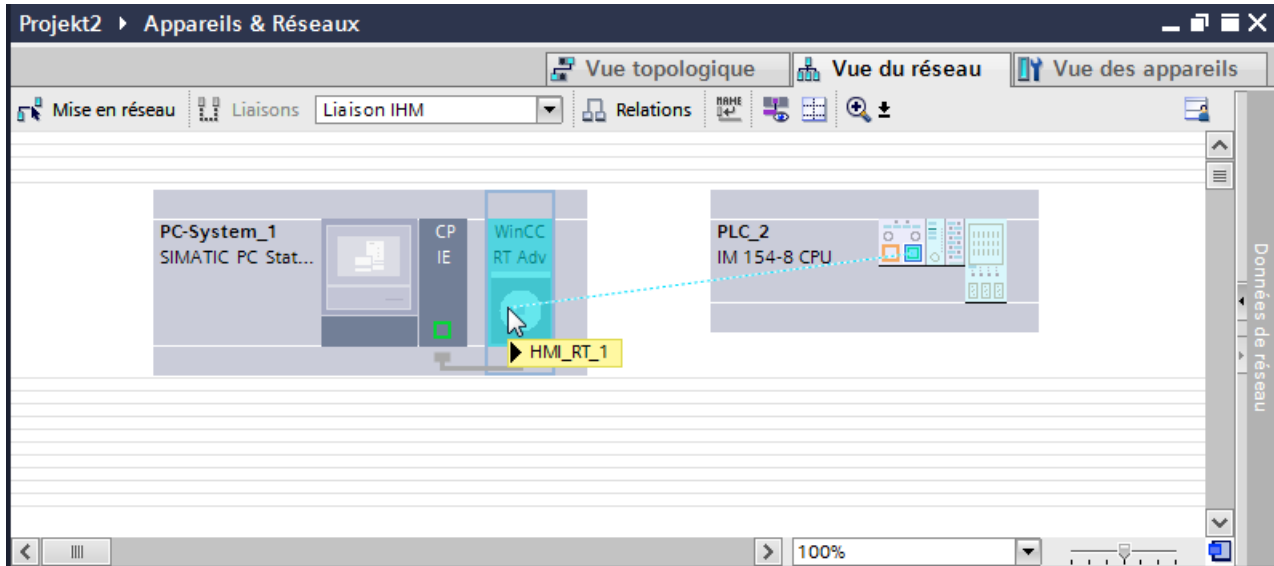 Projekt2 ▸ Appareils & Réseaux
Vue topologique
Vue du réseau
Vue des appareils
Mise en réseau
Liaisons
Liaison IHM
Relations
PC-System_1
SIMATIC PC Stat...
CP
IE
WinCC
RT Adv
HMI_RT_1
PLC_2
IM 154-8 CPU
Données de réseau
100%